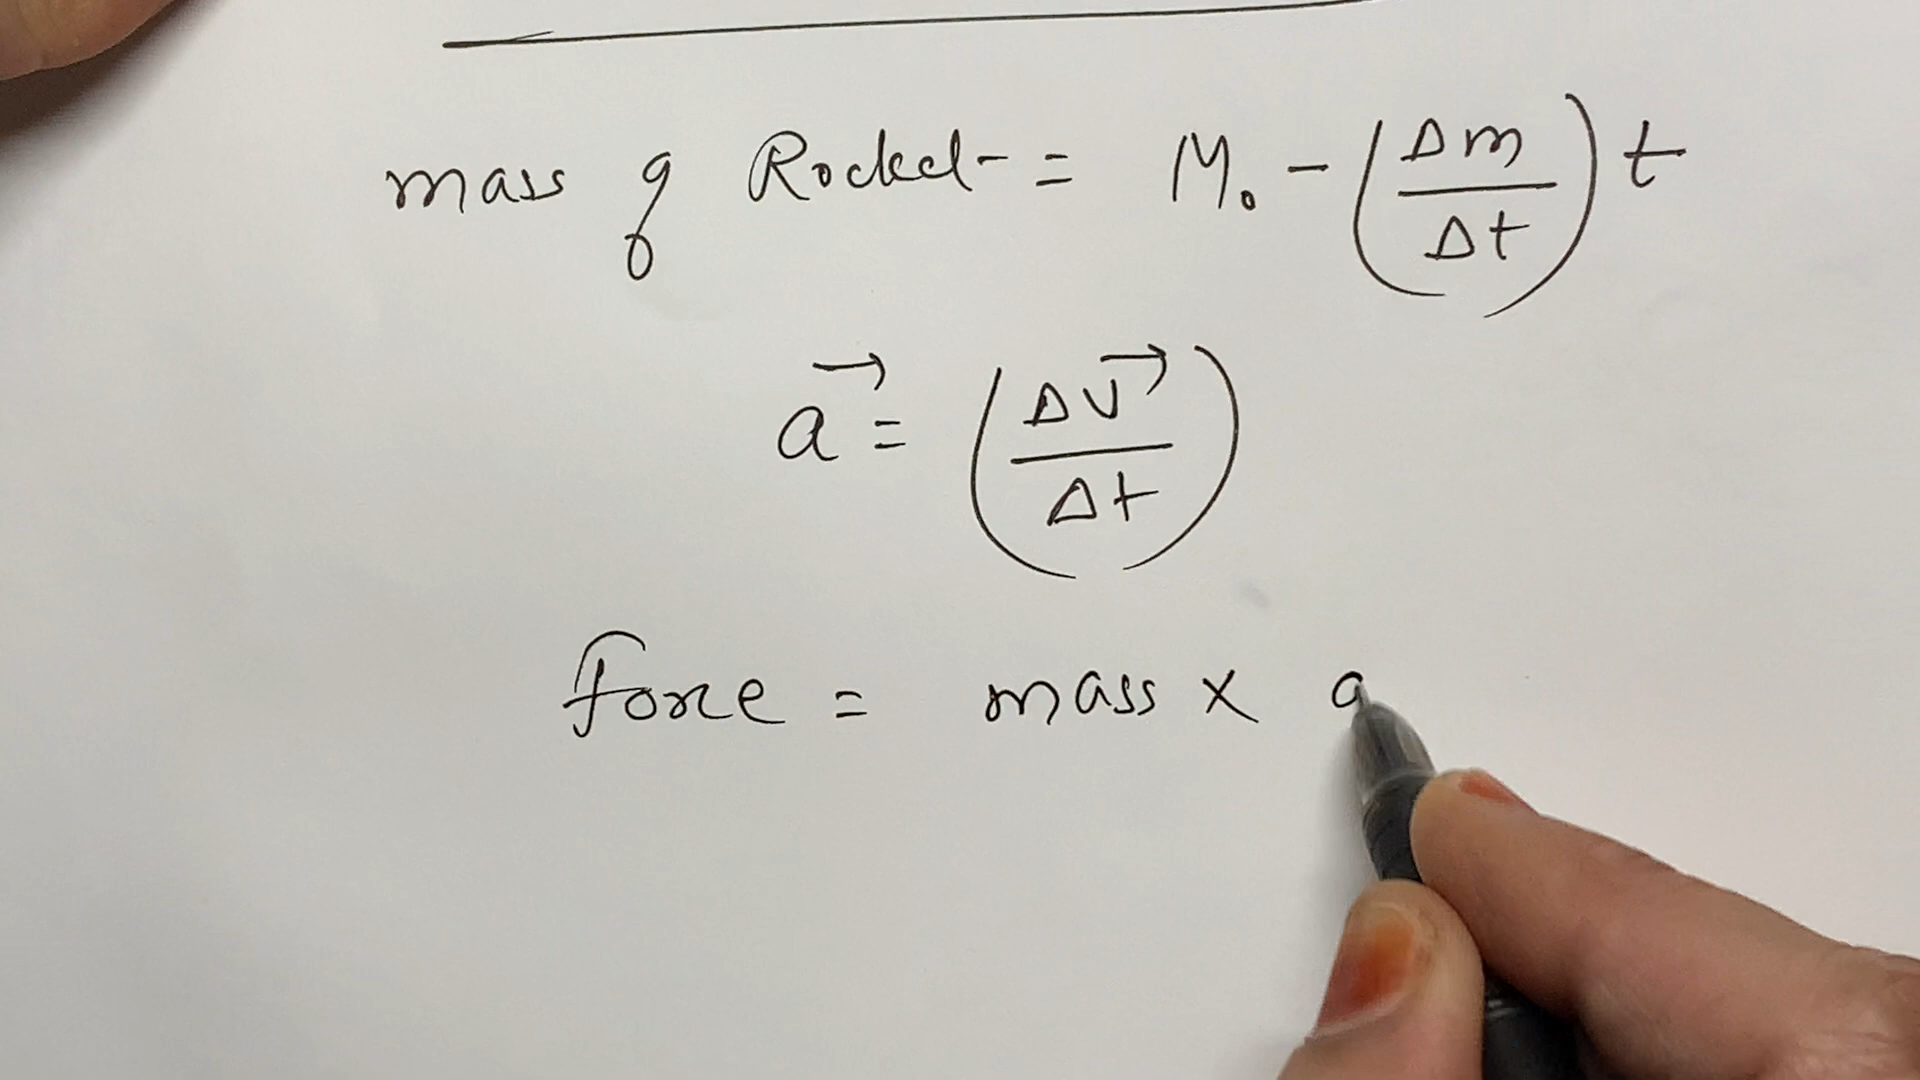 mass of Rocket = M₀ - (Δm/Δt) t
a⃗ = (Δv⃗/Δt)
force = mass × a